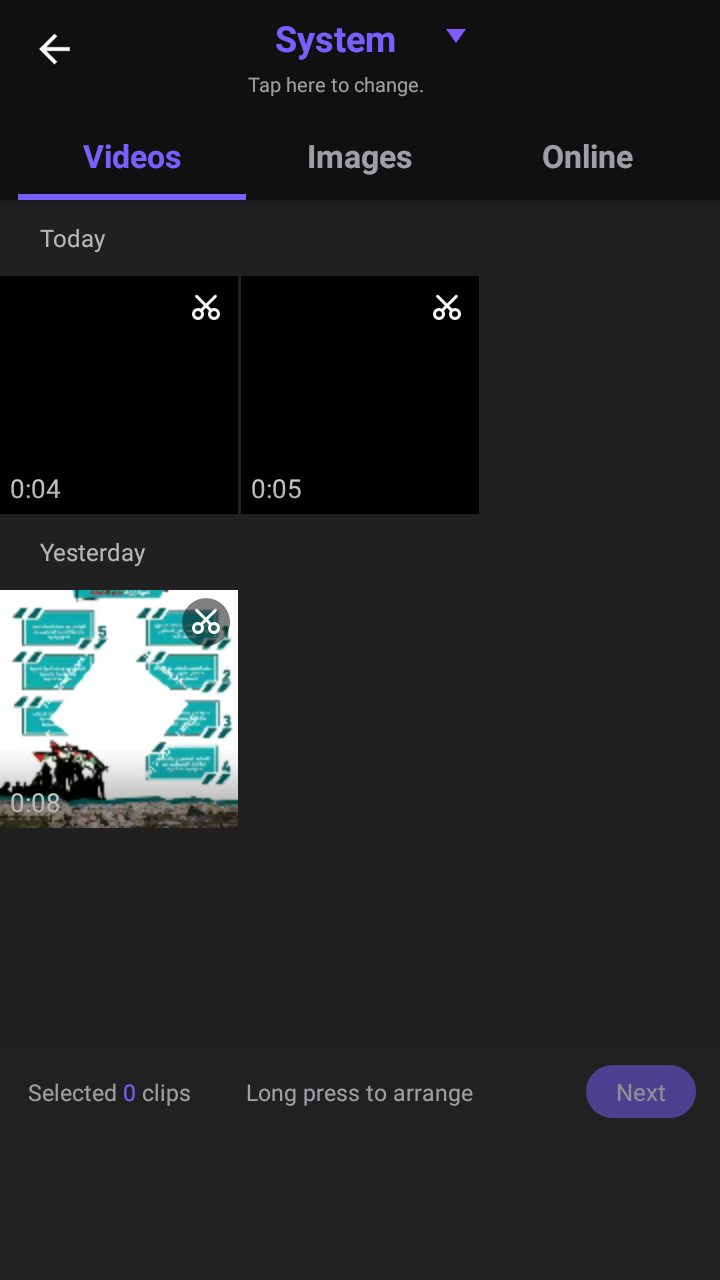 System
Tap here to change.
Videos
Images
Online
Today
0:04
0:05
Yesterday
5
1
2
3
4
0:08
Selected 0 clips
Long press to arrange
Next